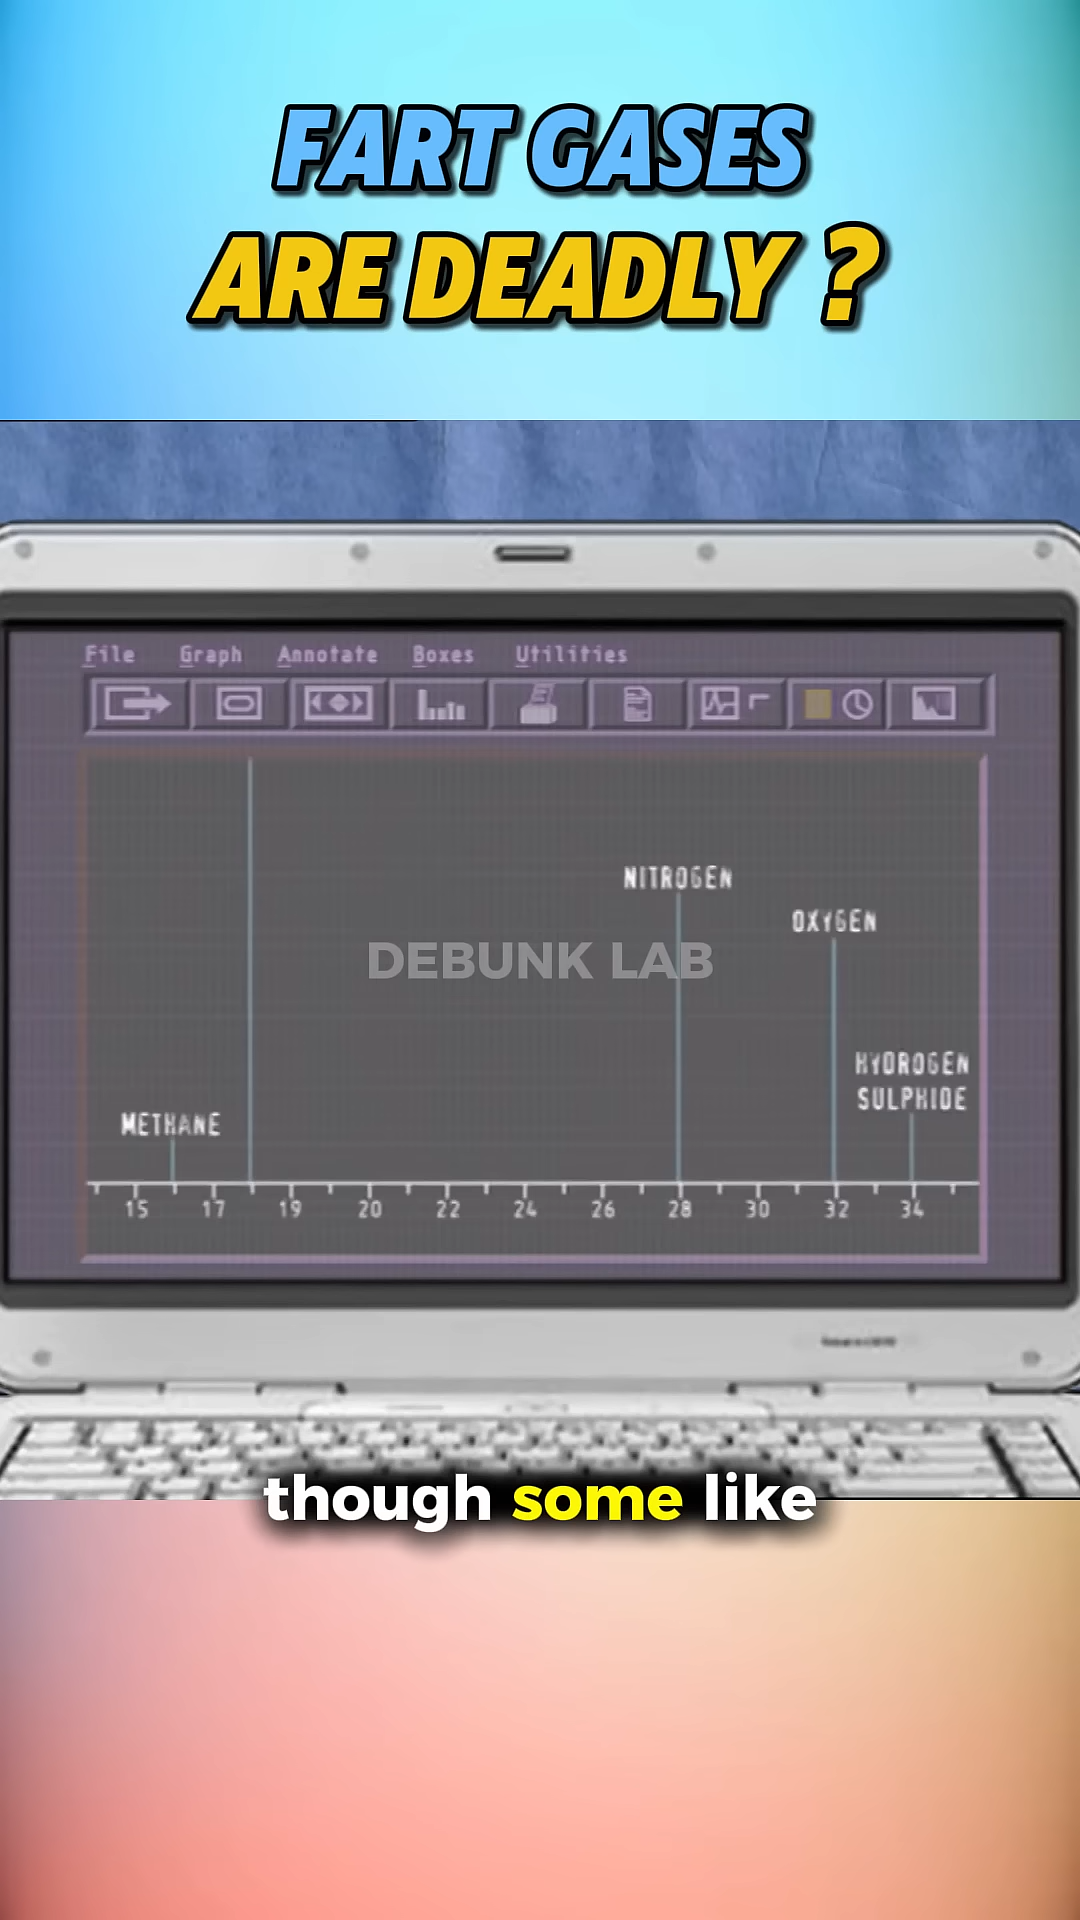 FART GASES
ARE DEADLY ?
File Graph Annotate Boxes Utilities
NITROGEN
OXYGEN
DEBUNK LAB
HYDROGEN
SULPHIDE
METHANE
15 17 19 20 22 24 26 28 30 32 34
though some like